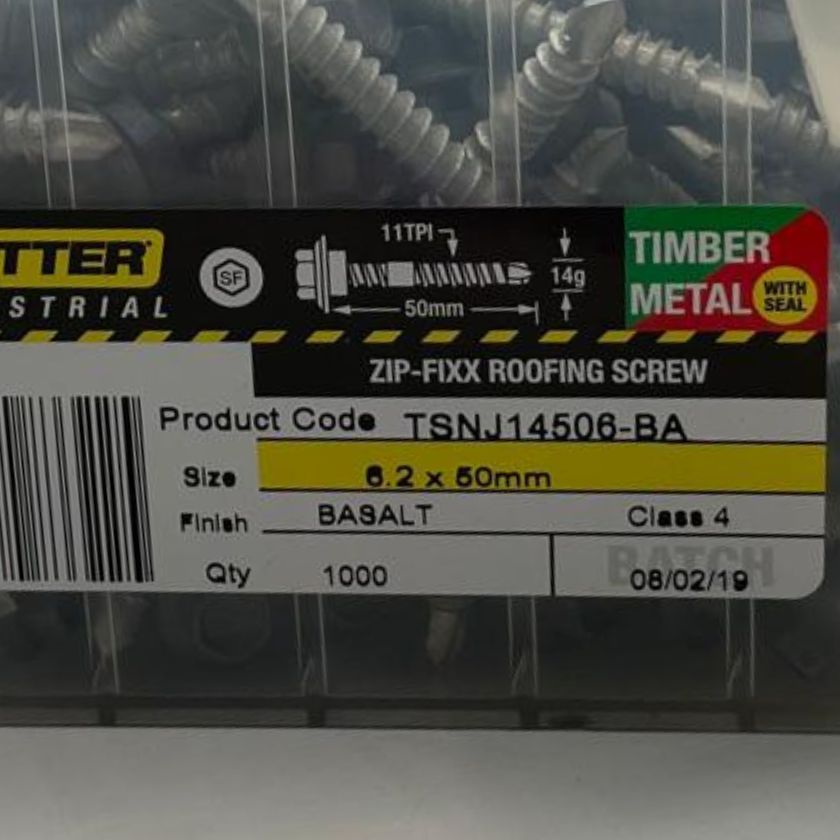 11TPI
TTER
SF
14g
50mm
STRIAL
TIMBER
METAL
WITH
SEAL
ZIP-FIXX ROOFING SCREW
Product Code TSNJ14506-BA
Size 6.2 x 50mm
Finish BASALT Class 4
BATCH
Qty 1000 08/02/19